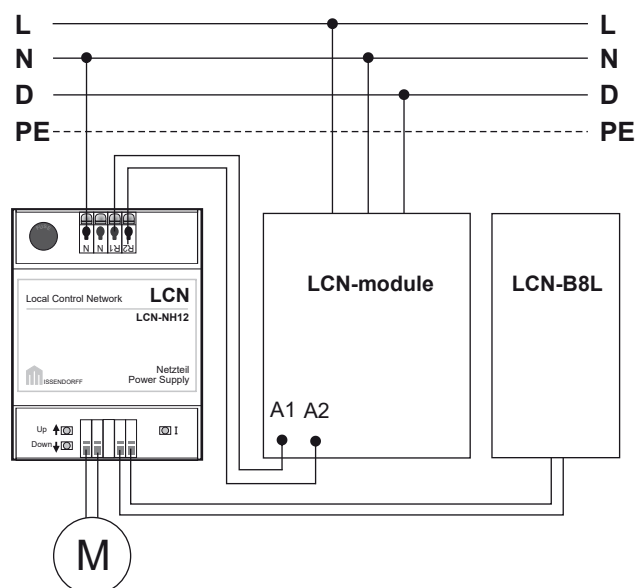 L L
N N
D D
PE PE
N N R1 R2
Local Control Network LCN
LCN-NH12
ISSENDORFF
Netzteil
Power Supply
Up
Down
I
M
LCN-module
A1 A2
LCN-B8L